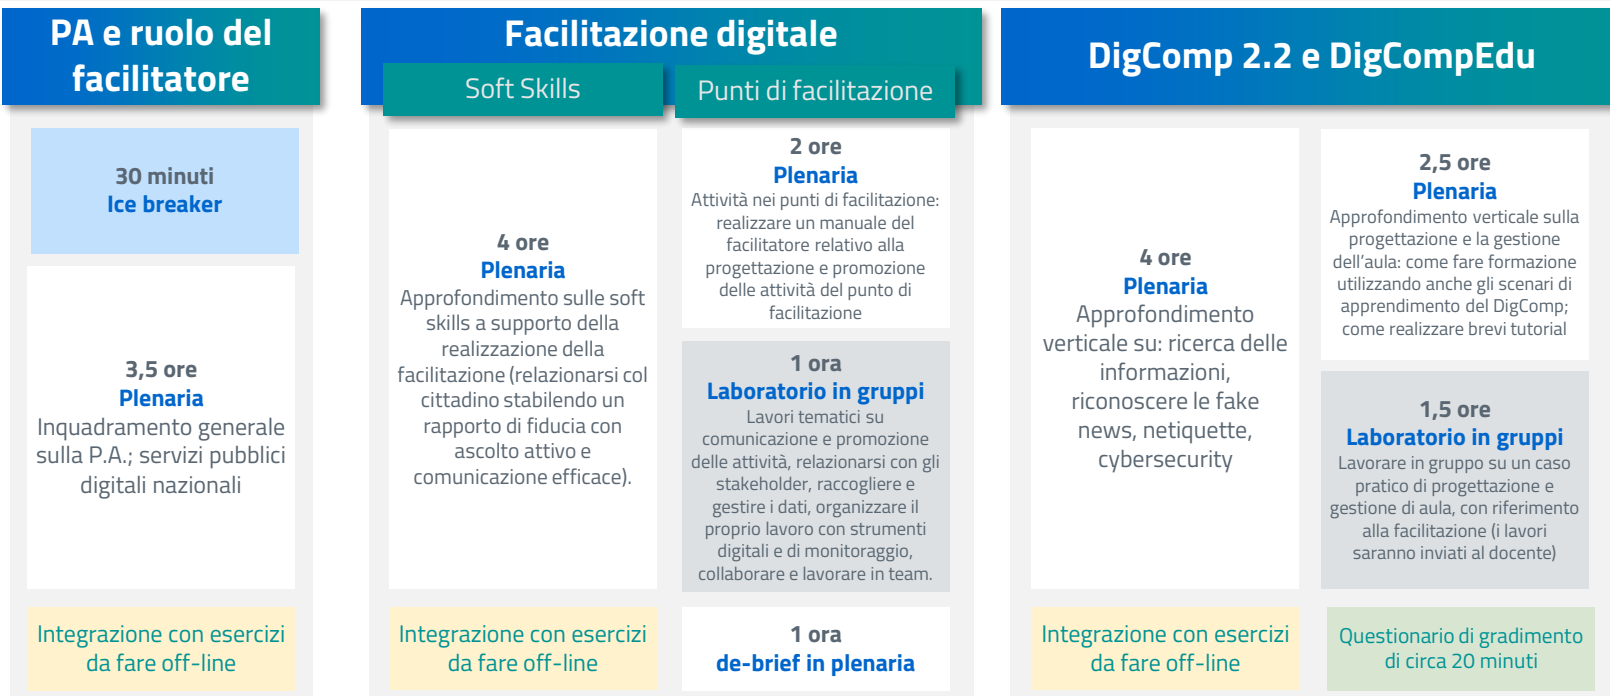 PA e ruolo del
facilitatore
30 minuti
Ice breaker
3,5 ore
Plenaria
Inquadramento generale
sulla P.A.; servizi pubblici
digitali nazionali
Integrazione con esercizi
da fare off-line
Facilitazione digitale
Soft Skills
4 ore
Plenaria
Approfondimento sulle soft
skills a supporto della
realizzazione della
facilitazione (relazionarsi col
cittadino stabilendo un
rapporto di fiducia con
ascolto attivo e
comunicazione efficace).
Integrazione con esercizi
da fare off-line
Punti di facilitazione
2 ore
Plenaria
Attività nei punti di facilitazione:
realizzare un manuale del
facilitatore relativo alla
progettazione e promozione
delle attività del punto di
facilitazione
1 ora
Laboratorio in gruppi
Lavori tematici su
comunicazione e promozione
delle attività, relazionarsi con gli
stakeholder, raccogliere e
gestire i dati, organizzare il
proprio lavoro con strumenti
digitali e di monitoraggio,
collaborare e lavorare in team.
1 ora
de-brief in plenaria
DigComp 2.2 e DigCompEdu
4 ore
Plenaria
Approfondimento
verticale su: ricerca delle
informazioni,
riconoscere le fake
news, netiquette,
cybersecurity
Integrazione con esercizi
da fare off-line
2,5 ore
Plenaria
Approfondimento verticale sulla
progettazione e la gestione
dell'aula: come fare formazione
utilizzando anche gli scenari di
apprendimento del DigComp;
come realizzare brevi tutorial
1,5 ore
Laboratorio in gruppi
Lavorare in gruppo su un caso
pratico di progettazione e
gestione di aula, con riferimento
alla facilitazione (i lavori
saranno inviati al docente)
Questionario di gradimento
di circa 20 minuti